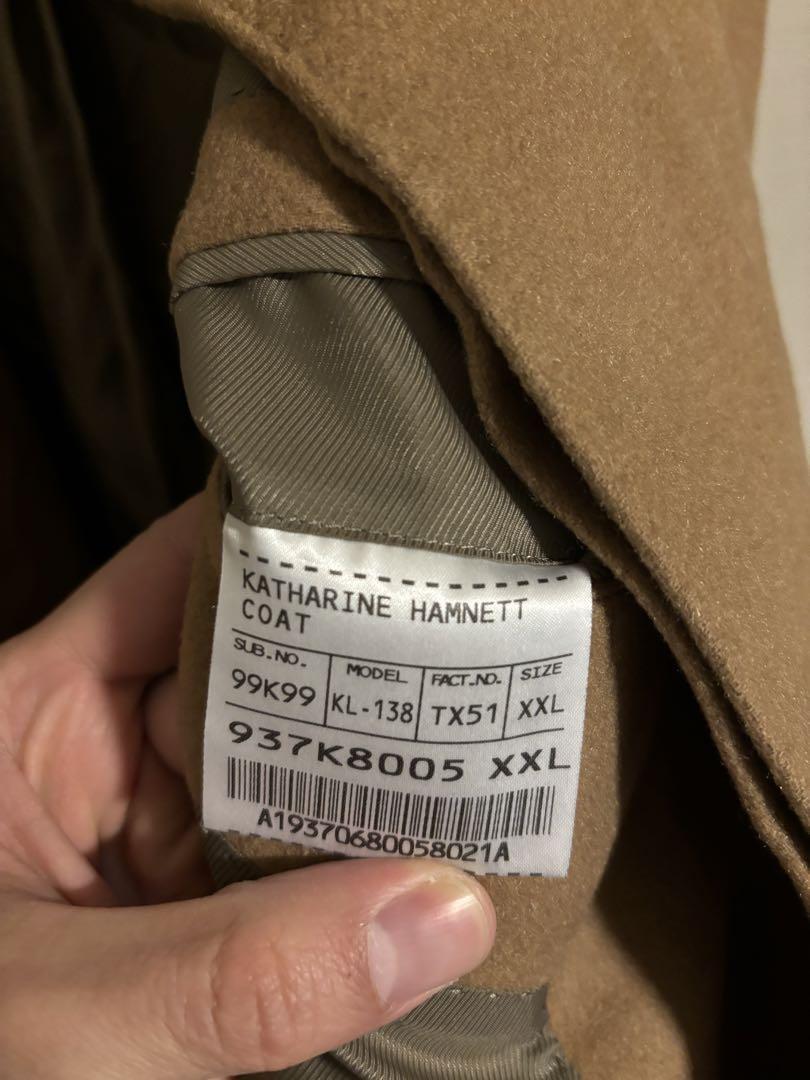 KATHARINE HAMNETT
COAT
SUB.NO. MODEL FACT.NO. SIZE
99K99 KL-138 TX51 XXL
937K8005 XXL
A19370680058021A